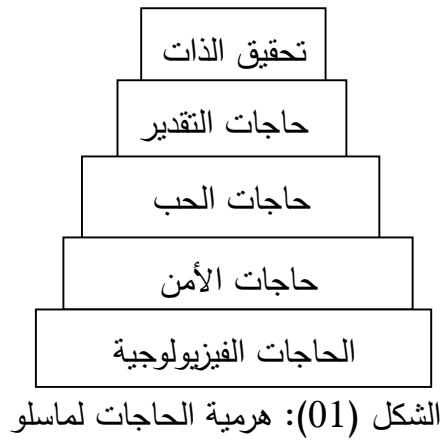 تحقيق الذات
حاجات التقدير
حاجات الحب
حاجات الأمن
الحاجات الفيزيولوجية
الشكل (01): هرمية الحاجات لماسلو